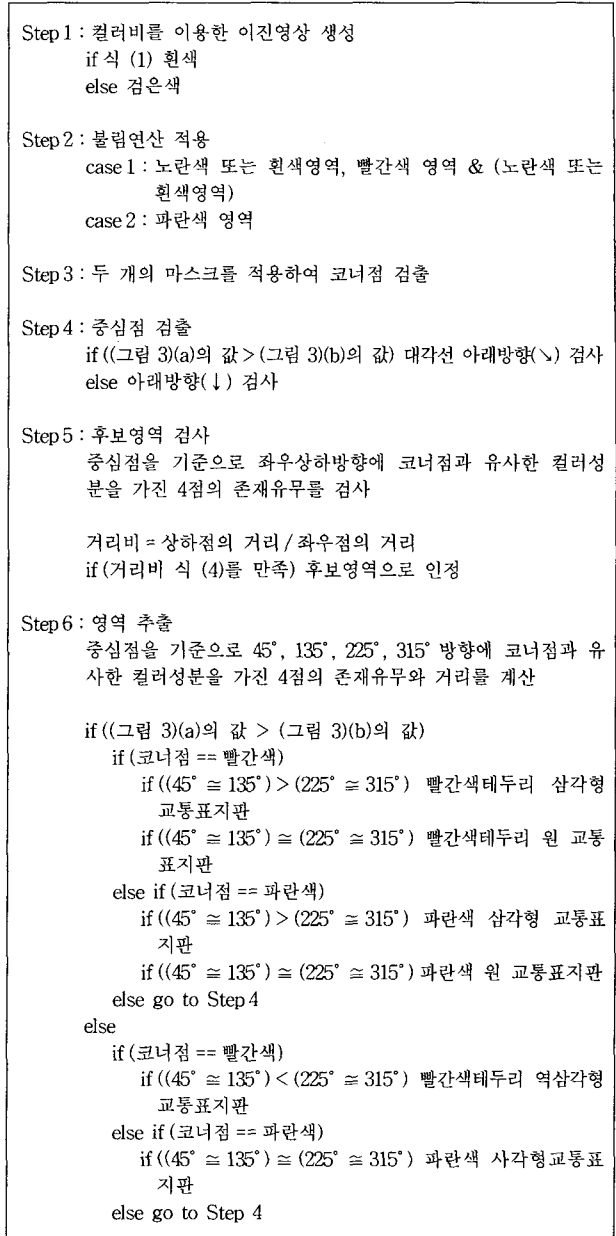 Step 1 : 컬러비를 이용한 이진영상 생성
if 식 (1) 흰색
else 검은색
Step 2 : 불림연산 적용
case 1 : 노란색 또는 흰색영역, 빨간색 영역 & (노란색 또는
흰색영역)
case 2 : 파란색 영역
Step 3 : 두 개의 마스크를 적용하여 코너점 검출
Step 4 : 중심점 검출
if ((그림 3)(a)의 값 > (그림 3)(b)의 값) 대각선 아래방향(↘) 검사
else 아래방향(↓) 검사
Step 5 : 후보영역 검사
중심점을 기준으로 좌우상하방향에 코너점과 유사한 컬러성
분을 가진 4점의 존재유무를 검사
거리비 = 상하점의 거리 / 좌우점의 거리
if (거리비 식 (4)를 만족) 후보영역으로 인정
Step 6 : 영역 추출
중심점을 기준으로 45°, 135°, 225°, 315° 방향에 코너점과 유
사한 컬러성분을 가진 4점의 존재유무와 거리를 계산
if ((그림 3)(a)의 값 > (그림 3)(b)의 값)
if (코너점 == 빨간색)
if ((45° ≅ 135°) > (225° ≅ 315°) 빨간색테두리 삼각형
교통표지판
if ((45° ≅ 135°) ≅ (225° ≅ 315°) 빨간색테두리 원 교통
표지판
else if (코너점 == 파란색)
if ((45° ≅ 135°) > (225° ≅ 315°) 파란색 삼각형 교통표
지판
if ((45° ≅ 135°) ≅ (225° ≅ 315°) 파란색 원 교통표지판
else go to Step 4
else
if (코너점 == 빨간색)
if ((45° ≅ 135°) < (225° ≅ 315°) 빨간색테두리 역삼각형
교통표지판
else if (코너점 == 파란색)
if ((45° ≅ 135°) ≅ (225° ≅ 315°) 파란색 사각형교통표
지판
else go to Step 4